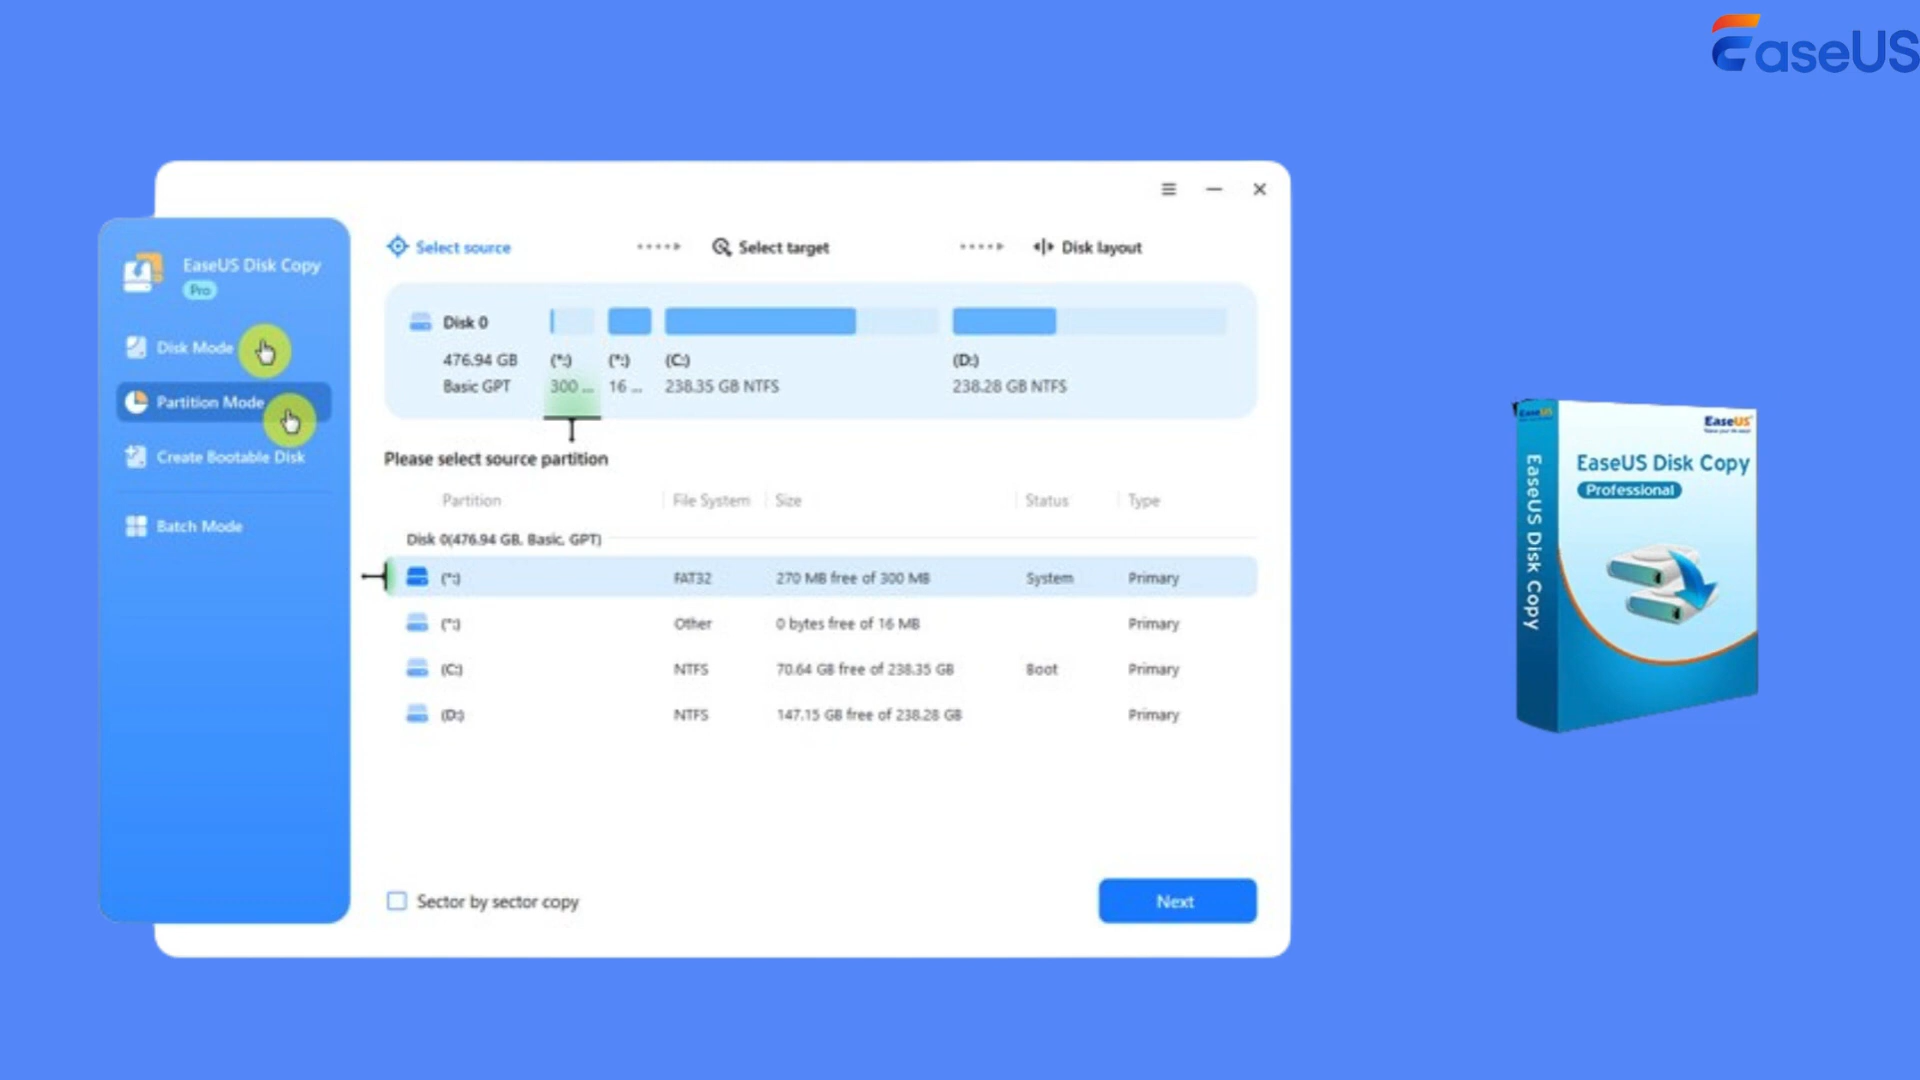 EaseUS
EaseUS Disk Copy
Pro
Disk Mode
Partition Mode
Create Bootable Disk
Batch Mode
Select source
Select target
Disk layout
Disk 0
476.94 GB
Basic GPT
(*:)
300 ...
(*:)
16 ...
(C:)
238.35 GB NTFS
(D:)
238.28 GB NTFS
Please select source partition
Partition File System Size Status Type
Disk 0(476.94 GB, Basic, GPT)
(*:) FAT32 270 MB free of 300 MB System Primary
(*:) Other 0 bytes free of 16 MB Primary
(C:) NTFS 70.64 GB free of 238.35 GB Boot Primary
(D:) NTFS 147.15 GB free of 238.28 GB Primary
Sector by sector copy
Next
EaseUS
EaseUS Disk Copy
EaseUS
EaseUS Disk Copy
Professional